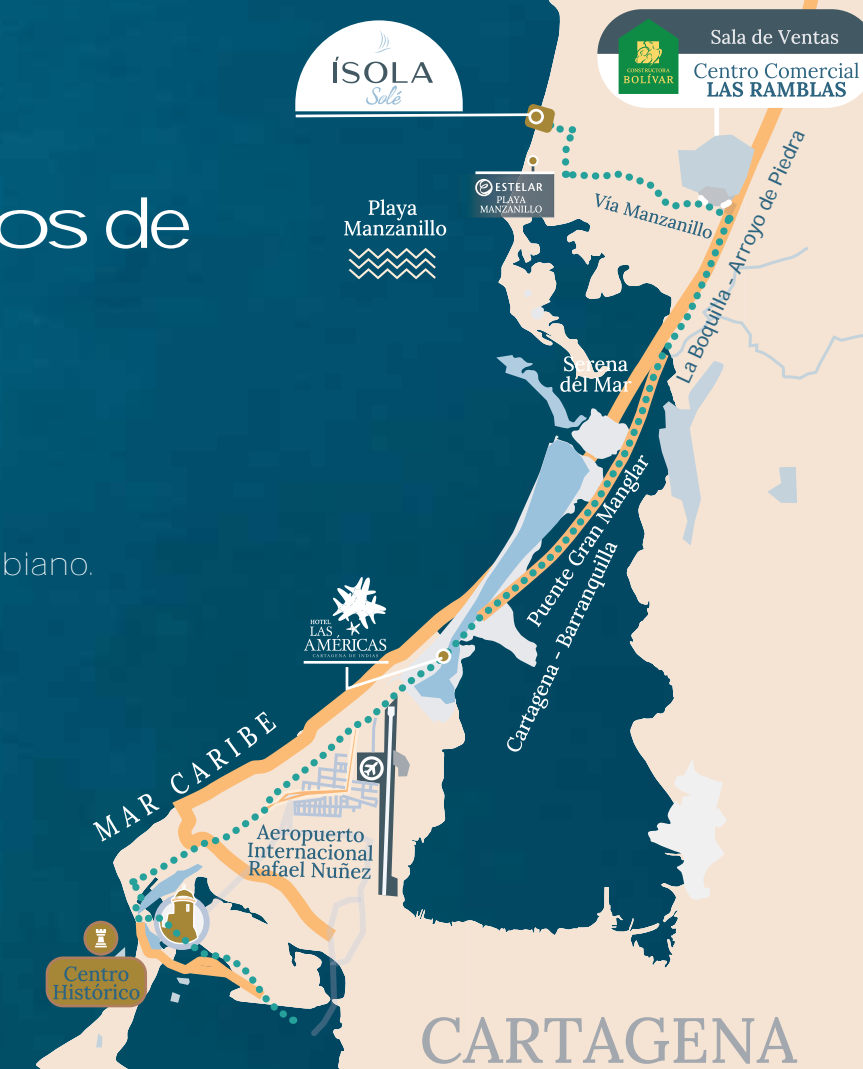 Sala de Ventas
CONSTRUCTORA
BOLÍVAR
Centro Comercial
LAS RAMBLAS
ÍSOLA
Solé
ESTELAR
PLAYA
MANZANILLO
Vía Manzanillo
La Boquilla - Arroyo de Piedra
os de
Playa
Manzanillo
Serena
del Mar
Puente Gran Manglar
Cartagena - Barranquilla
biano.
HOTEL
LAS
AMÉRICAS
CARTAGENA DE INDIAS
MAR CARIBE
Aeropuerto
Internacional
Rafael Nuñez
Centro
Histórico
CARTAGENA